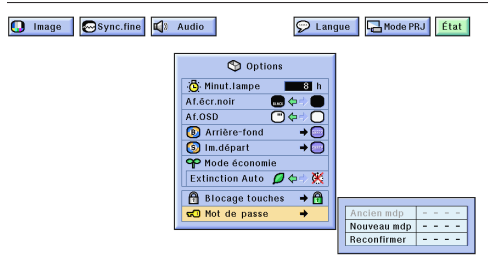 Image Sync.fine Audio Langue Mode PRJ État
Options
Minut.lampe 8 h
Af.écr.noir
Af.OSD
Arrière-fond
Im.départ
Mode économie
Extinction Auto
Blocage touches
Mot de passe
Ancien mdp - - - -
Nouveau mdp - - - -
Reconfirmer - - - -